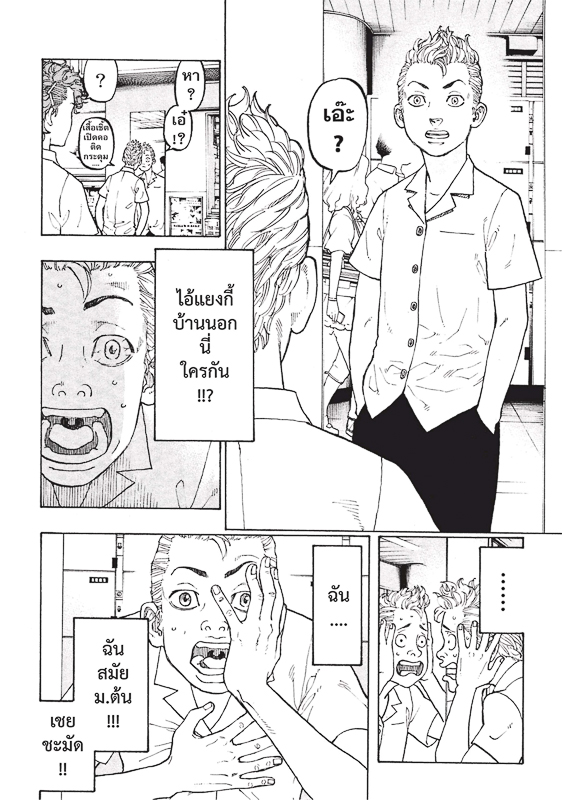 หา
?
?
เอ๋
!?
เสื้อเชิ้ต
เปิดคอ
ติด
กระดุม
....
เอ๊ะ
?
ไอ้แยงกี้
บ้านนอก
นี่
ใครกัน
!!?
......
ฉัน
....
ฉัน
สมัย
ม.ต้น
!!!
เชย
ชะมัด
!!